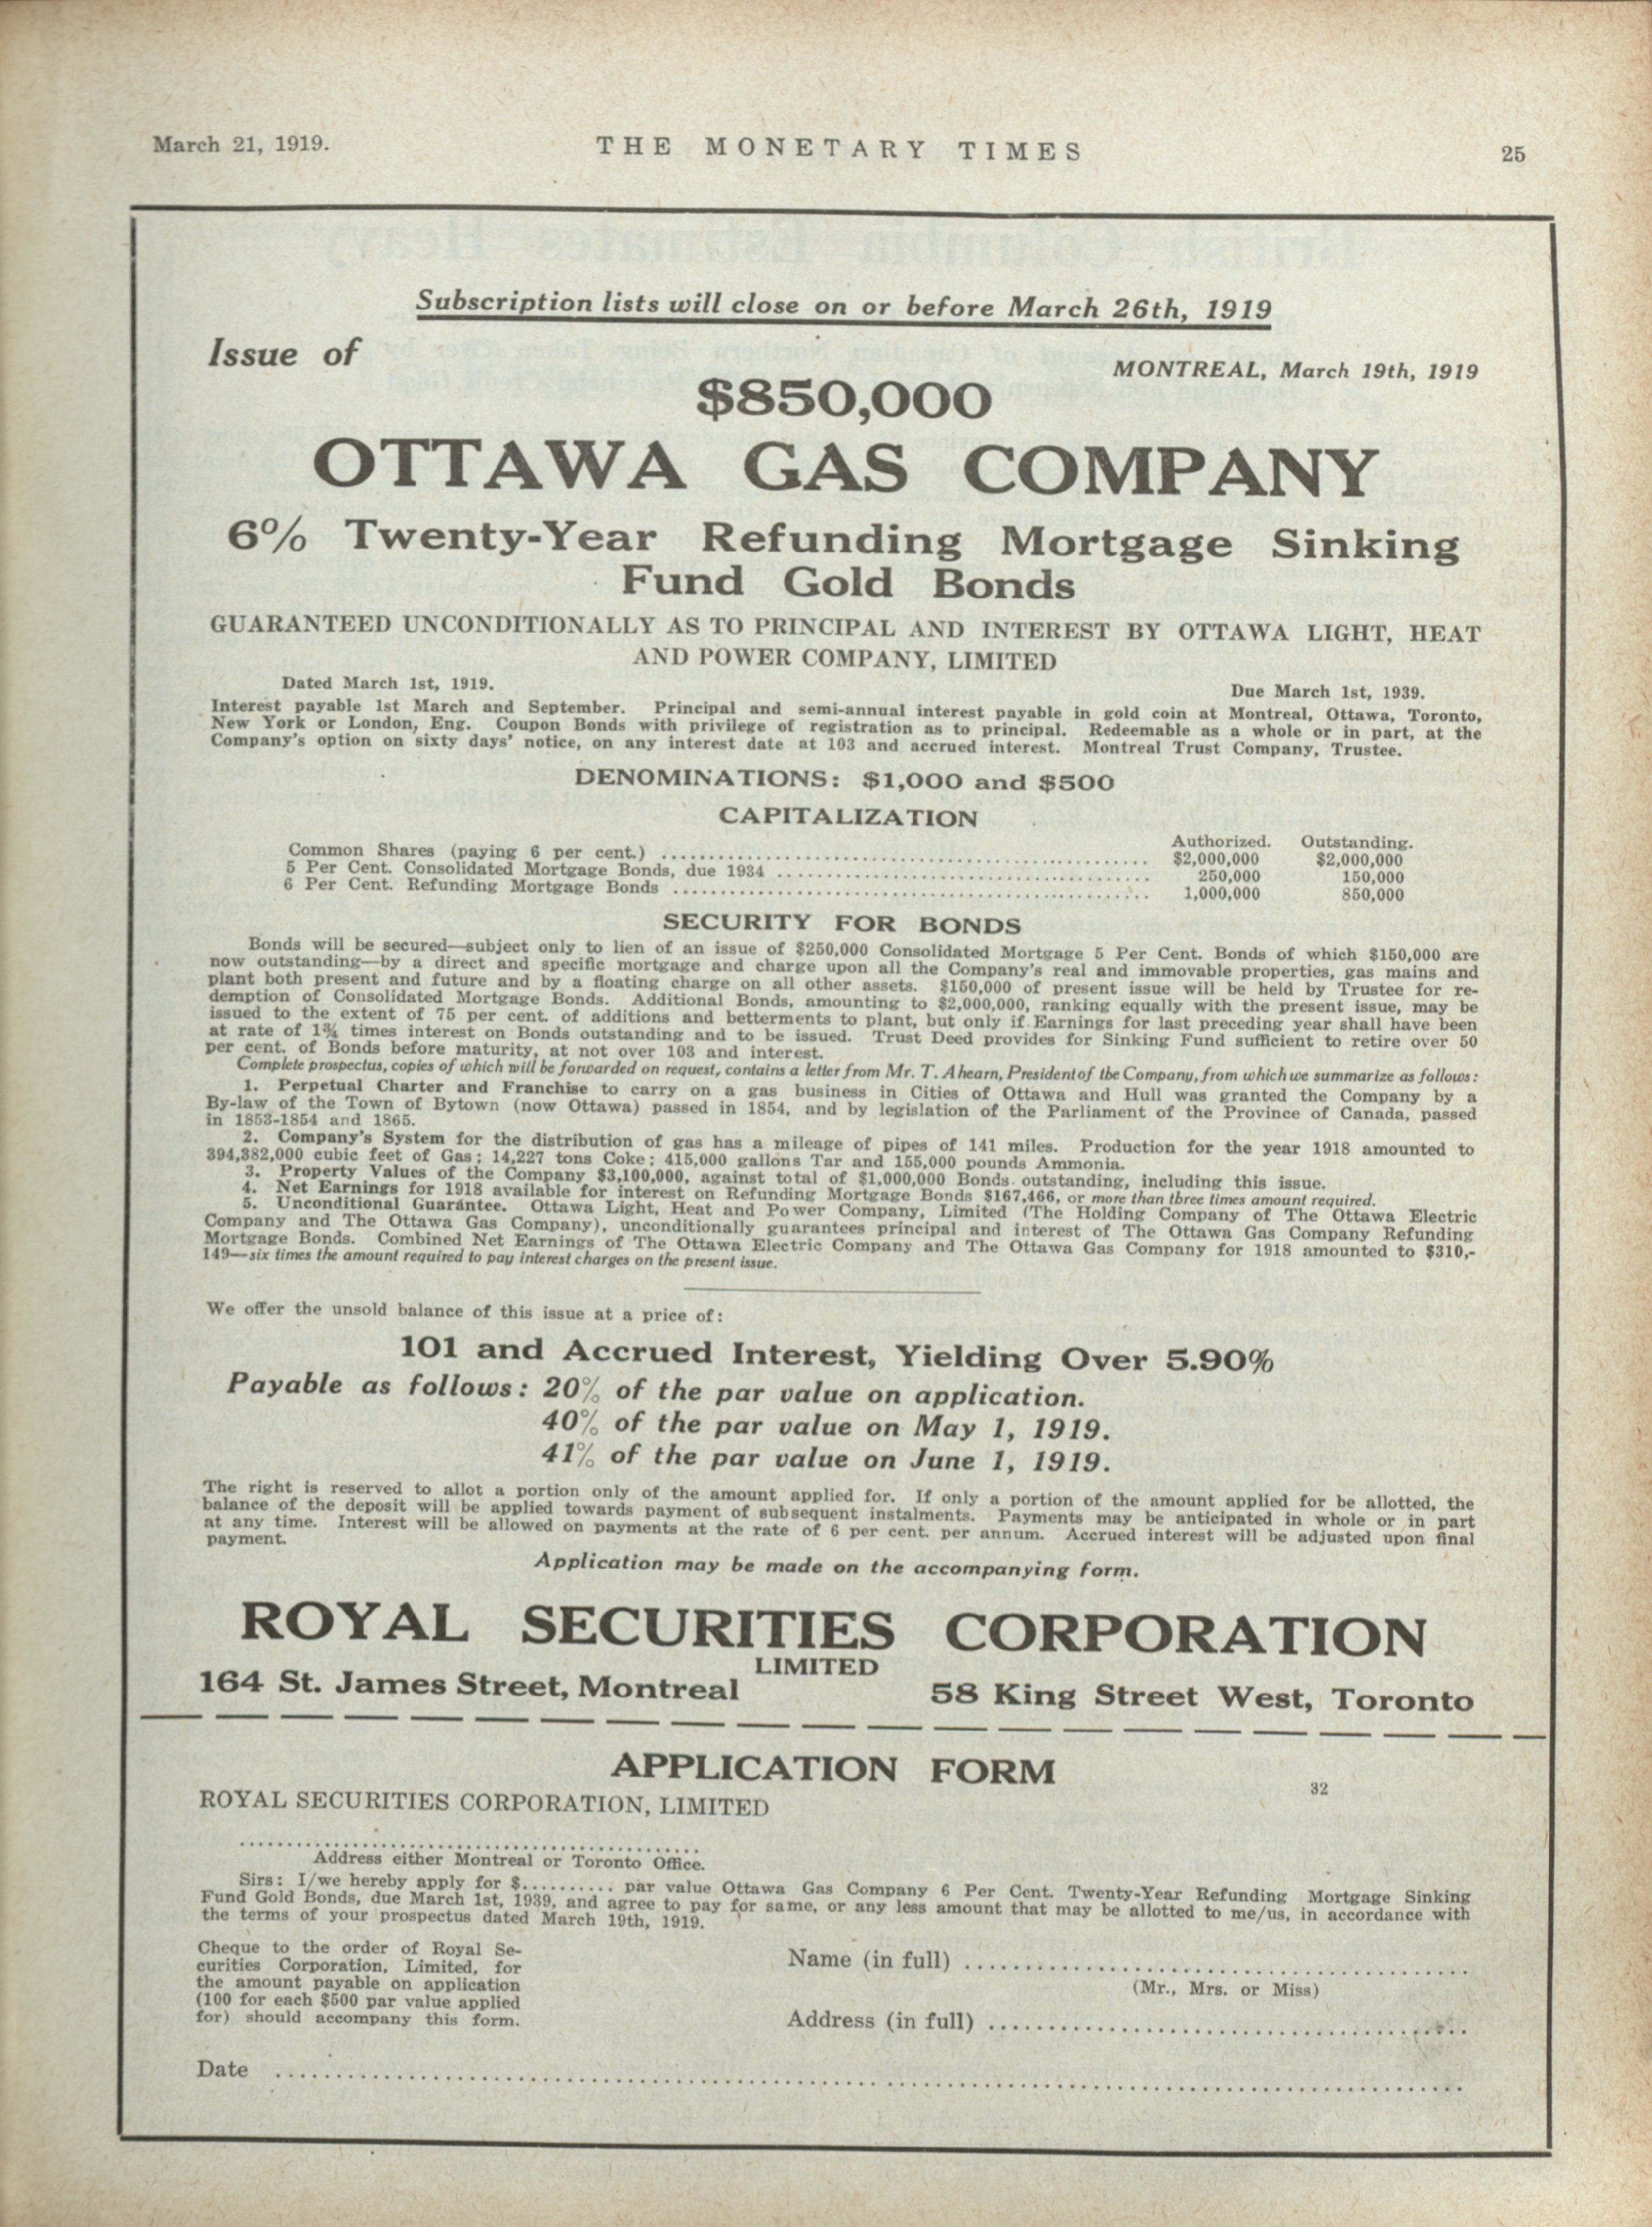 March 21, 1919.
THE MONETARY TIMES
25
Subscription lists will close on or before March 26th, 1919
Issue of
MONTREAL, March 19th, 1919
$850,000
OTTAWA GAS COMPANY
6% Twenty-Year Refunding Mortgage Sinking
Fund Gold Bonds
GUARANTEED UNCONDITIONALLY AS TO PRINCIPAL AND INTEREST BY OTTAWA LIGHT, HEAT
AND POWER COMPANY, LIMITED
Dated March 1st, 1919.
Due March 1st, 1939.
Interest payable 1st March and September. Principal and semi-annual interest payable in gold coin at Montreal, Ottawa, Toronto,
New York or London, Eng. Coupon Bonds with privilege of registration as to principal. Redeemable as a whole or in part, at the
Company's option on sixty days' notice, on any interest date at 103 and accrued interest. Montreal Trust Company, Trustee.
DENOMINATIONS: $1,000 and $500
CAPITALIZATION
Authorized. Outstanding.
Common Shares (paying 6 per cent.) .......... $2,000,000 $2,000,000
5 Per Cent. Consolidated Mortgage Bonds, due 1934 .......... 250,000 150,000
6 Per Cent. Refunding Mortgage Bonds .......... 1,000,000 850,000
SECURITY FOR BONDS
Bonds will be secured—subject only to lien of an issue of $250,000 Consolidated Mortgage 5 Per Cent. Bonds of which $150,000 are
now outstanding—by a direct and specific mortgage and charge upon all the Company's real and immovable properties, gas mains and
plant both present and future and by a floating charge on all other assets. $150,000 of present issue will be held by Trustee for re-
demption of Consolidated Mortgage Bonds. Additional Bonds, amounting to $2,000,000, ranking equally with the present issue, may be
issued to the extent of 75 per cent. of additions and betterments to plant, but only if Earnings for last preceding year shall have been
at rate of 1¾ times interest on Bonds outstanding and to be issued. Trust Deed provides for Sinking Fund sufficient to retire over 50
per cent. of Bonds before maturity, at not over 103 and interest.
Complete prospectus, copies of which will be forwarded on request, contains a letter from Mr. T. Ahearn, President of the Company, from which we summarize as follows:
1. Perpetual Charter and Franchise to carry on a gas business in Cities of Ottawa and Hull was granted the Company by a
By-law of the Town of Bytown (now Ottawa) passed in 1854, and by legislation of the Parliament of the Province of Canada, passed
in 1853-1854 and 1865.
2. Company's System for the distribution of gas has a mileage of pipes of 141 miles. Production for the year 1918 amounted to
394,382,000 cubic feet of Gas; 14,227 tons Coke; 415,000 gallons Tar and 155,000 pounds Ammonia.
3. Property Values of the Company $3,100,000, against total of $1,000,000 Bonds outstanding, including this issue.
4. Net Earnings for 1918 available for interest on Refunding Mortgage Bonds $167,466, or more than three times amount required.
5. Unconditional Guarantee. Ottawa Light, Heat and Power Company, Limited (The Holding Company of The Ottawa Electric
Company and The Ottawa Gas Company), unconditionally guarantees principal and interest of The Ottawa Gas Company Refunding
Mortgage Bonds. Combined Net Earnings of The Ottawa Electric Company and The Ottawa Gas Company for 1918 amounted to $310,-
149—six times the amount required to pay interest charges on the present issue.
We offer the unsold balance of this issue at a price of:
101 and Accrued Interest, Yielding Over 5.90%
Payable as follows: 20% of the par value on application.
40% of the par value on May 1, 1919.
41% of the par value on June 1, 1919.
The right is reserved to allot a portion only of the amount applied for. If only a portion of the amount applied for be allotted, the
balance of the deposit will be applied towards payment of subsequent instalments. Payments may be anticipated in whole or in part
at any time. Interest will be allowed on payments at the rate of 6 per cent. per annum. Accrued interest will be adjusted upon final
payment.
Application may be made on the accompanying form.
ROYAL SECURITIES CORPORATION
LIMITED
164 St. James Street, Montreal
58 King Street West, Toronto
APPLICATION FORM
32
ROYAL SECURITIES CORPORATION, LIMITED
..........
Address either Montreal or Toronto Office.
Sirs: I/we hereby apply for $.......... par value Ottawa Gas Company 6 Per Cent. Twenty-Year Refunding Mortgage Sinking
Fund Gold Bonds, due March 1st, 1939, and agree to pay for same, or any less amount that may be allotted to me/us, in accordance with
the terms of your prospectus dated March 19th, 1919.
Cheque to the order of Royal Se-
curities Corporation, Limited, for
the amount payable on application
(100 for each $500 par value applied
for) should accompany this form.
Name (in full) ..........
(Mr., Mrs. or Miss)
Address (in full) ..........
Date ..........